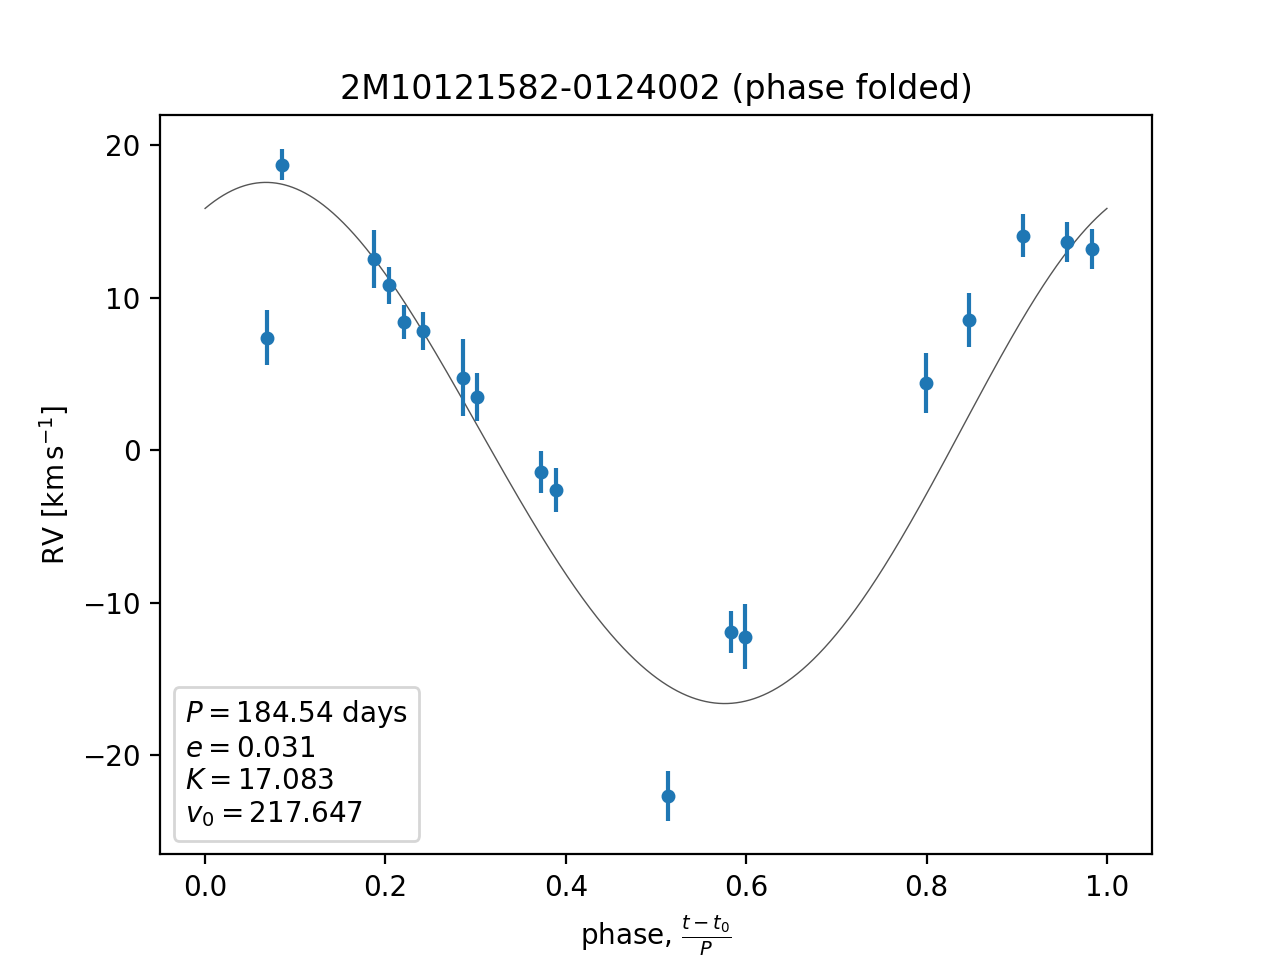 2M10121582-0124002 (phase folded)
RV [km s⁻¹]
20
10
0
−10
−20
P = 184.54 days
e = 0.031
K = 17.083
v₀ = 217.647
0.0 0.2 0.4 0.6 0.8 1.0
phase, (t − t₀)/P